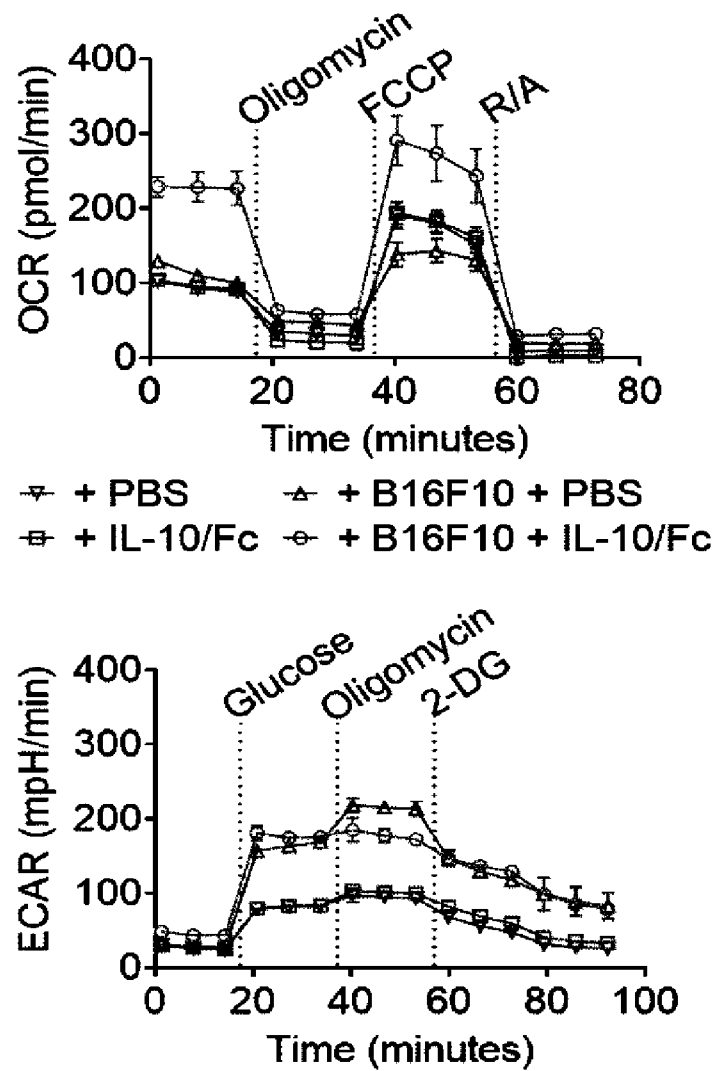 400
300
200
100
0
OCR (pmol/min)
Oligomycin
FCCP
R/A
0 20 40 60 80
Time (minutes)
+ PBS + B16F10 + PBS
+ IL-10/Fc + B16F10 + IL-10/Fc
400
300
200
100
0
ECAR (mpH/min)
Glucose
Oligomycin
2-DG
0 20 40 60 80 100
Time (minutes)